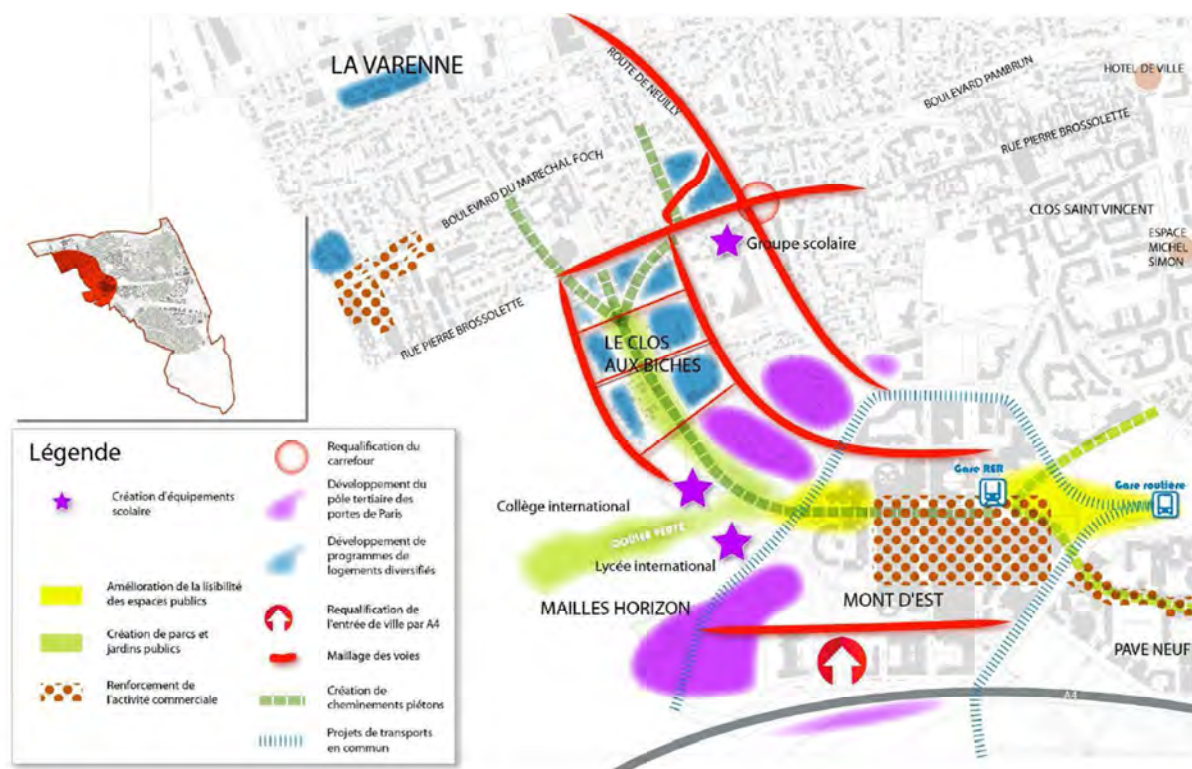 LA VARENNE
ROUTE DE NEUILLY
BOULEVARD PAMBRUN
HOTEL DE VILLE
RUE PIERRE BROSSOLETTE
BOULEVARD DU MARECHAL FOCH
CLOS SAINT VINCENT
ESPACE
MICHEL
SIMON
Groupe scolaire
RUE PIERRE BROSSOLETTE
LE CLOS
AUX BICHES
Gare RER
Gare routière
Collège international
COULEE VERTE
Lycée international
MAILLES HORIZON
MONT D'EST
PAVE NEUF
A4
Légende
Création d'équipements
scolaire
Amélioration de la lisibilité
des espaces publics
Création de parcs et
jardins publics
Renforcement de
l'activité commerciale
Requalification du
carrefour
Développement du
pôle tertiaire des
portes de Paris
Développement de
programmes de
logements diversifiés
Requalification de
l'entrée de ville par A4
Maillage des voies
Création de
cheminements piétons
Projets de transports
en commun